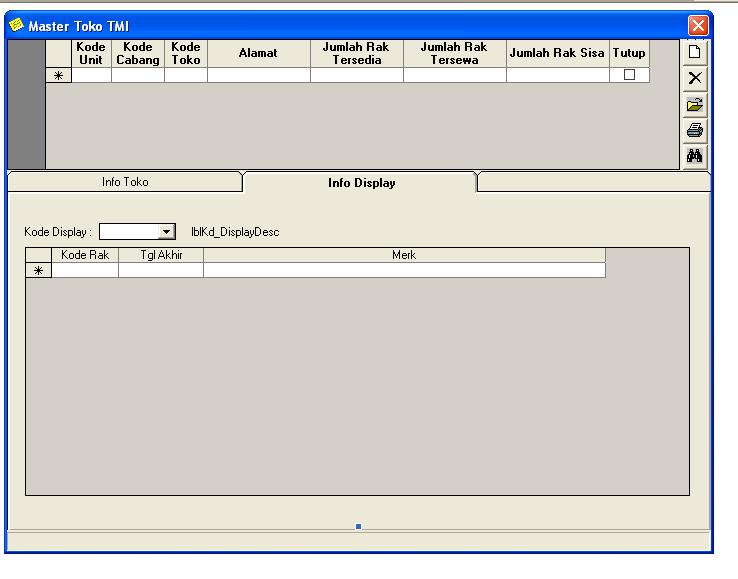 Master Toko TMI
Kode Unit Kode Cabang Kode Toko Alamat Jumlah Rak Tersedia Jumlah Rak Tersewa Jumlah Rak Sisa Tutup
Info Toko Info Display
Kode Display : lblKd_DisplayDesc
Kode Rak Tgl Akhir Merk